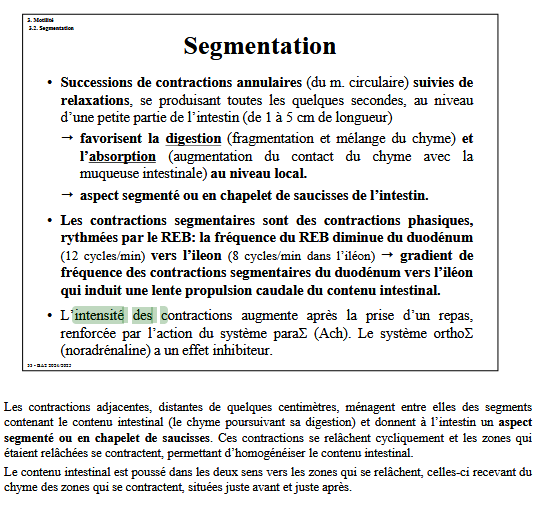 3. Motilité
3.2. Segmentation
Segmentation
• Successions de contractions annulaires (du m. circulaire) suivies de
relaxations, se produisant toutes les quelques secondes, au niveau
d'une petite partie de l'intestin (de 1 à 5 cm de longueur)
→ favorisent la digestion (fragmentation et mélange du chyme) et
l'absorption (augmentation du contact du chyme avec la
muqueuse intestinale) au niveau local.
→ aspect segmenté ou en chapelet de saucisses de l'intestin.
• Les contractions segmentaires sont des contractions phasiques,
rythmées par le REB: la fréquence du REB diminue du duodénum
(12 cycles/min) vers l'ileon (8 cycles/min dans l'iléon) → gradient de
fréquence des contractions segmentaires du duodénum vers l'iléon
qui induit une lente propulsion caudale du contenu intestinal.
• L'intensité des contractions augmente après la prise d'un repas,
renforcée par l'action du système paraΣ (Ach). Le système orthoΣ
(noradrénaline) a un effet inhibiteur.
2024/2025
Les contractions adjacentes, distantes de quelques centimètres, ménagent entre elles des segments
contenant le contenu intestinal (le chyme poursuivant sa digestion) et donnent à l'intestin un aspect
segmenté ou en chapelet de saucisses. Ces contractions se relâchent cycliquement et les zones qui
étaient relâchées se contractent, permettant d'homogénéiser le contenu intestinal.
Le contenu intestinal est poussé dans les deux sens vers les zones qui se relâchent, celles-ci recevant du
chyme des zones qui se contractent, situées juste avant et juste après.